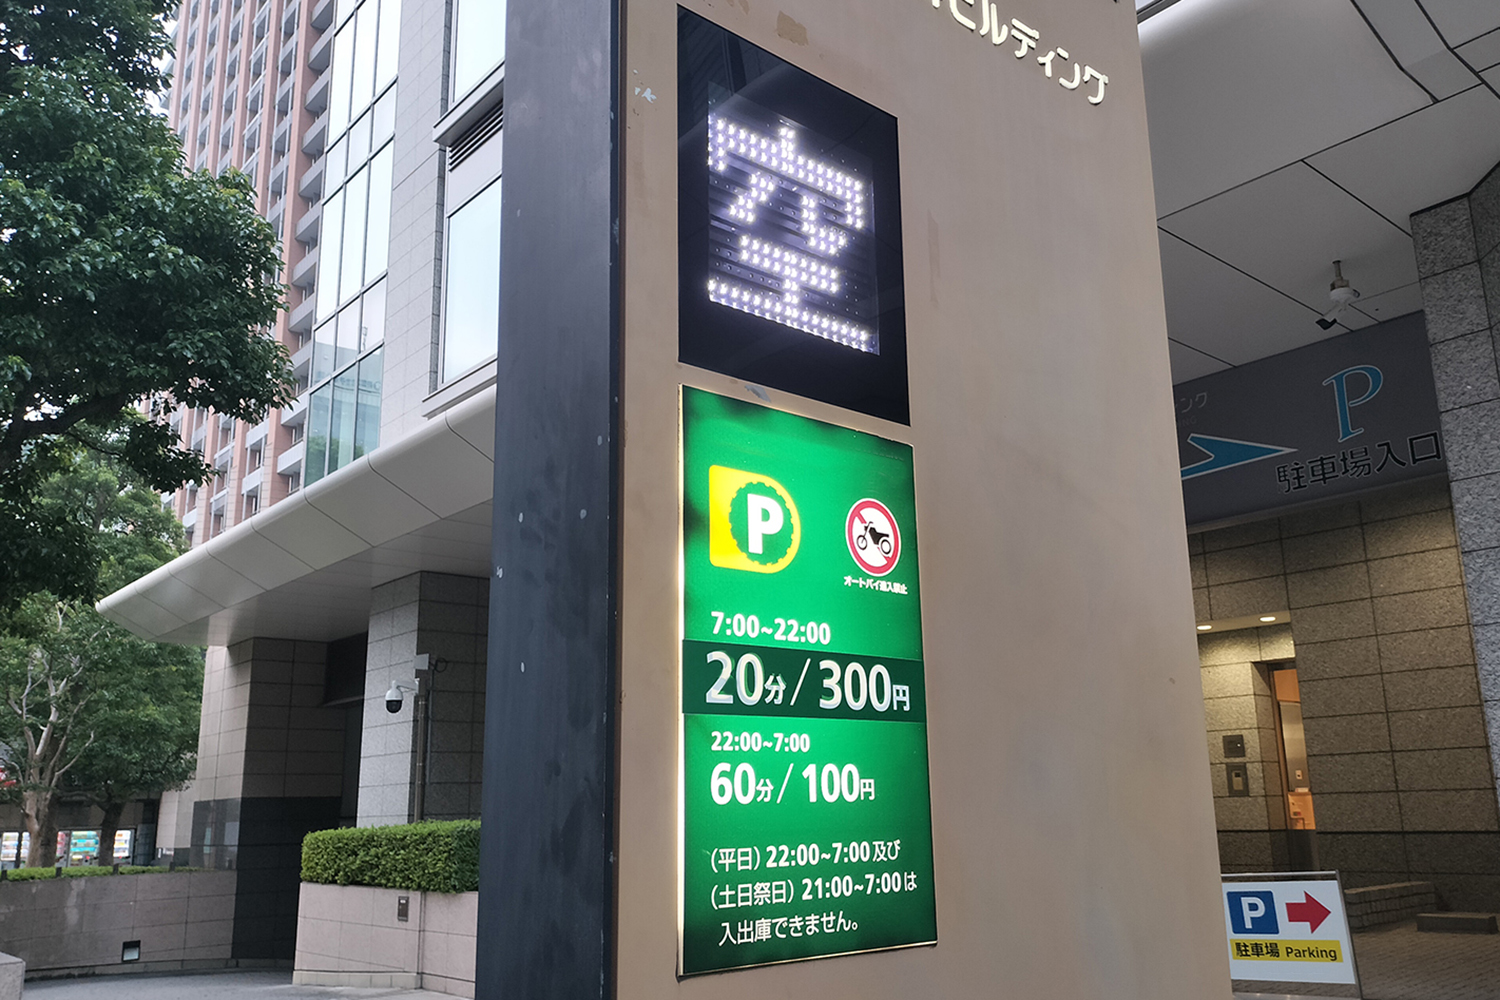 ビルディング
空
P
オートバイ進入禁止
7:00~22:00
20分/300円
22:00~7:00
60分/100円
(平日)22:00~7:00及び
(土日祭日)21:00~7:00は
入出庫できません。
P
駐車場入口
P
駐車場 Parking